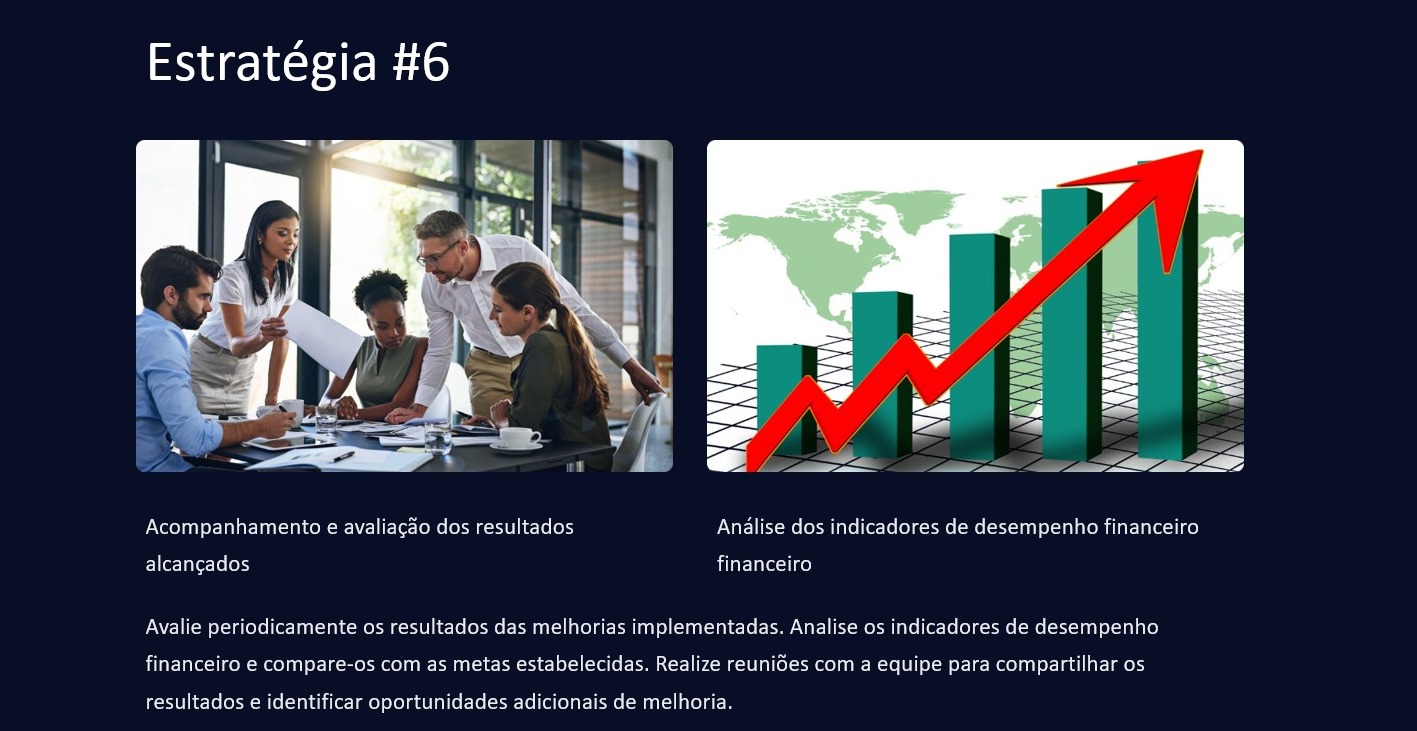 Estratégia #6
Acompanhamento e avaliação dos resultados
alcançados
Análise dos indicadores de desempenho financeiro
financeiro
Avalie periodicamente os resultados das melhorias implementadas. Analise os indicadores de desempenho
financeiro e compare-os com as metas estabelecidas. Realize reuniões com a equipe para compartilhar os
resultados e identificar oportunidades adicionais de melhoria.